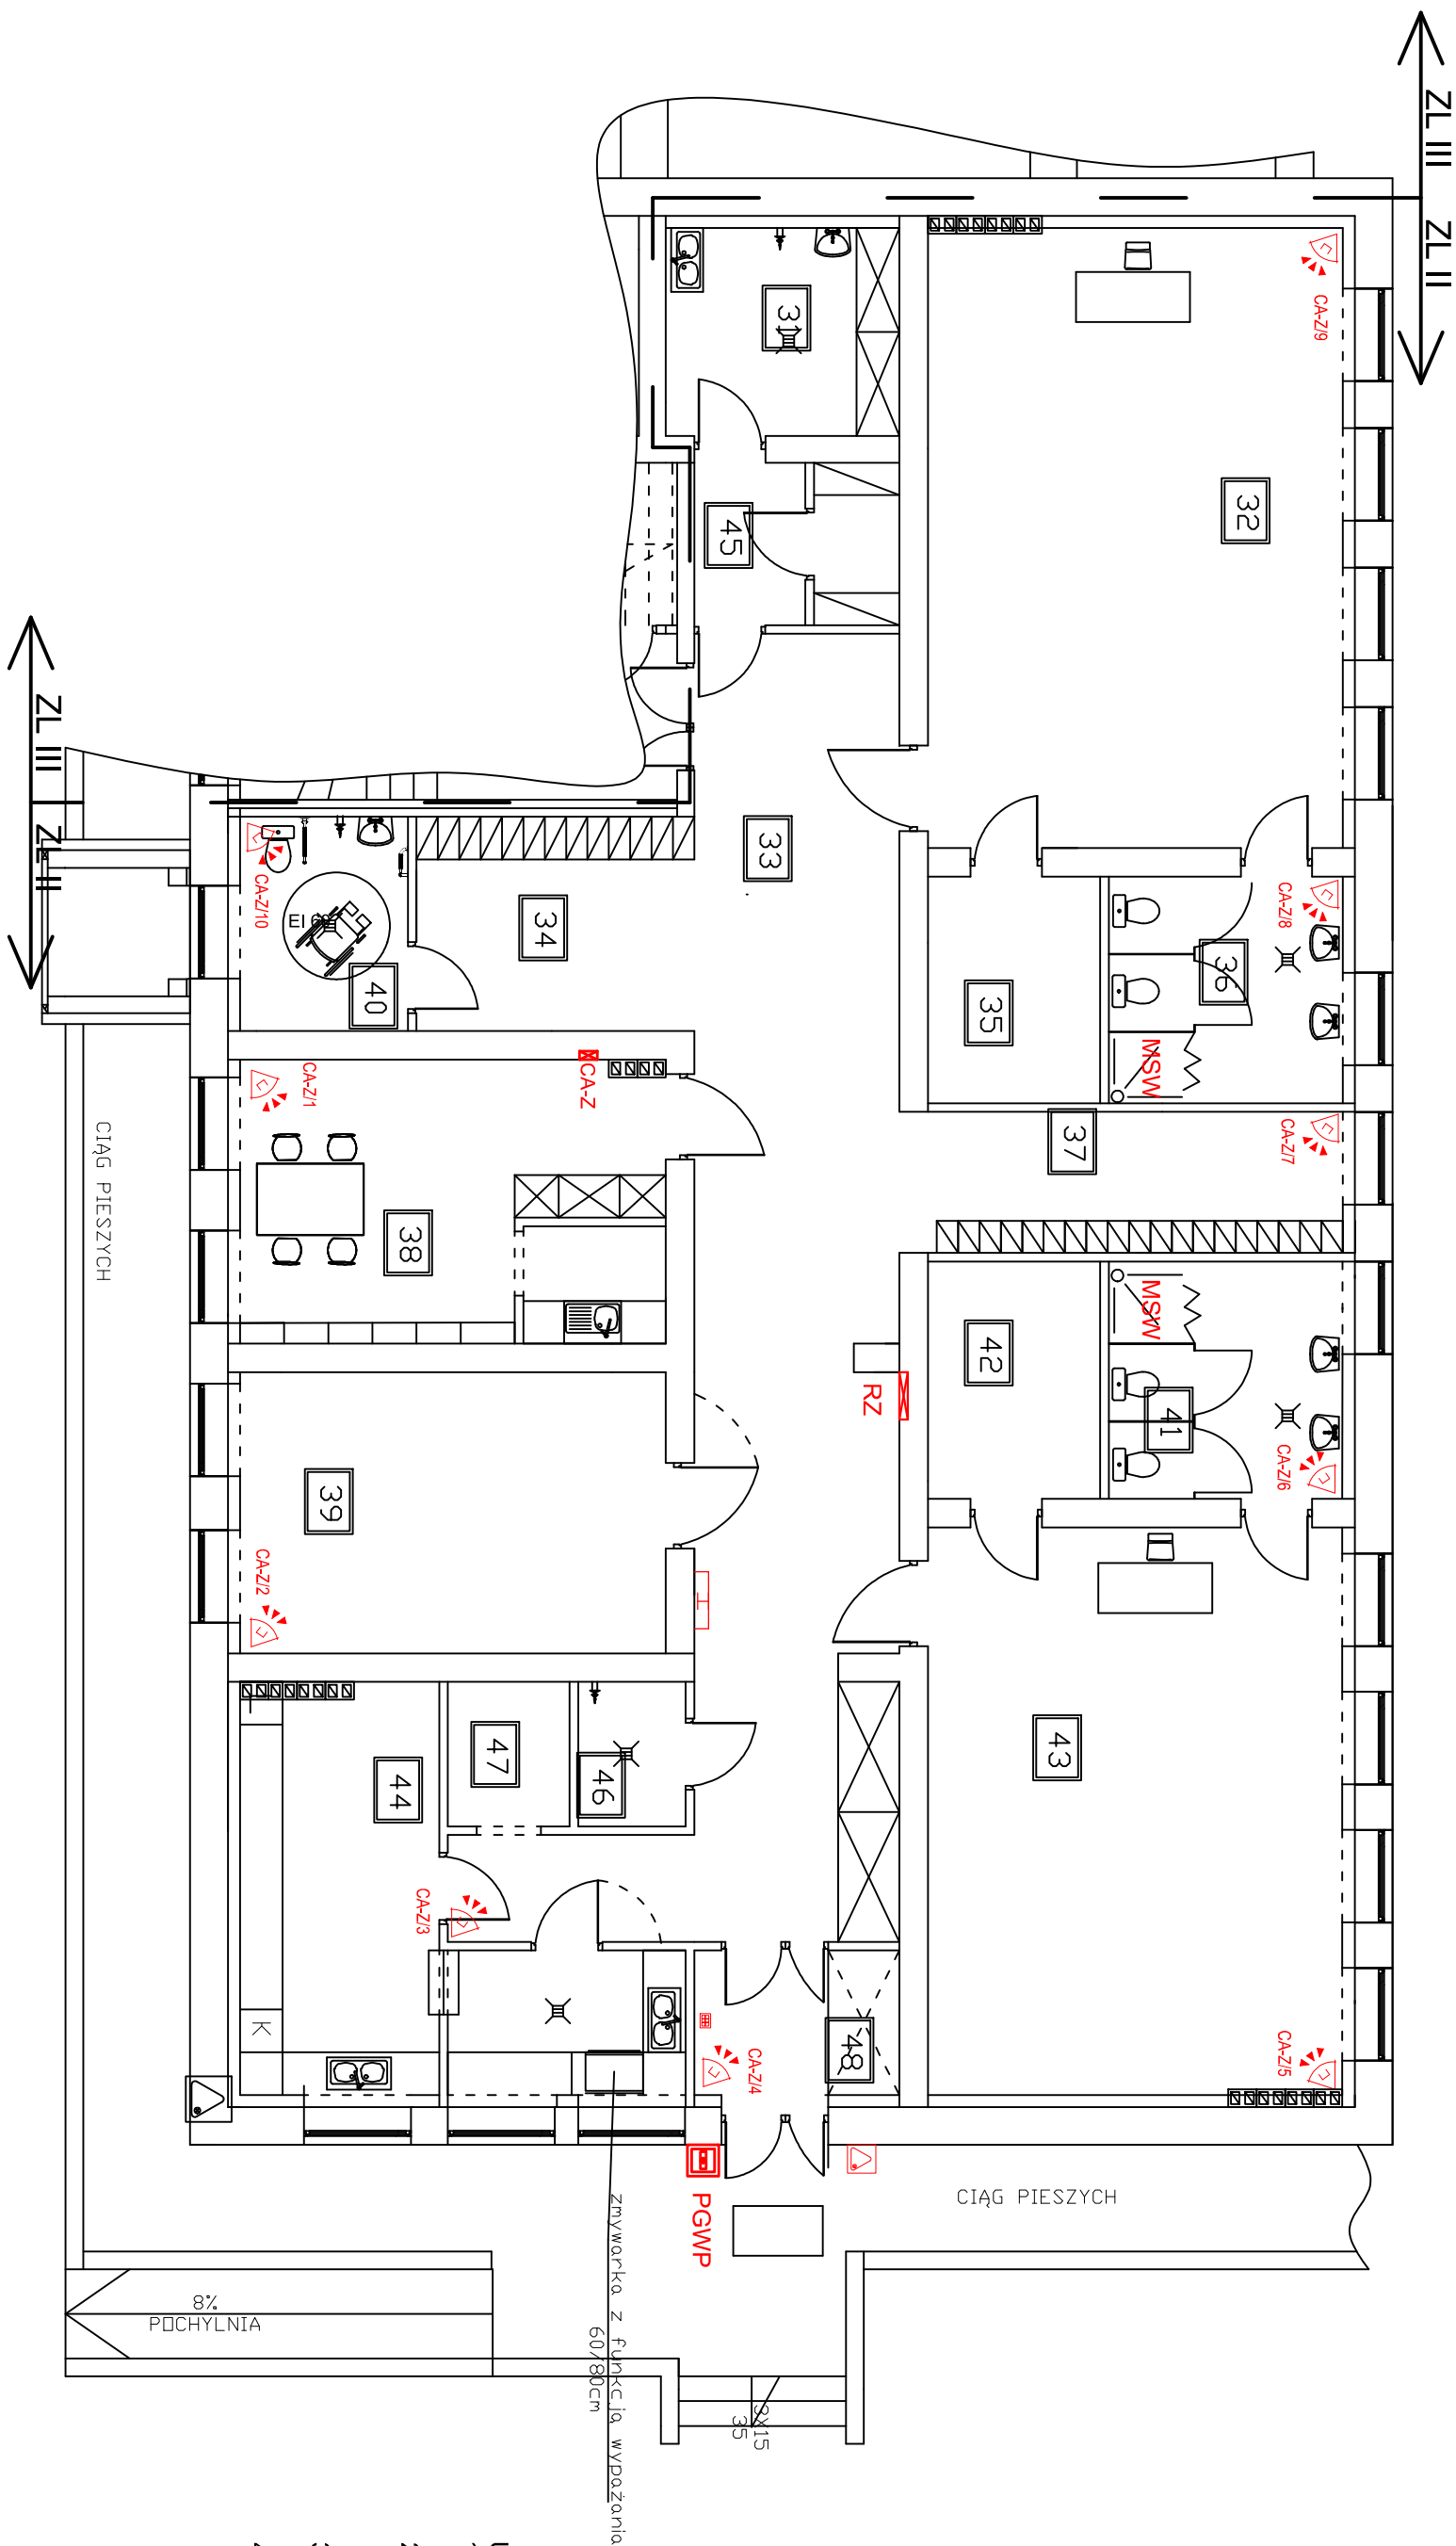 ZL III
ZL II
CA-Z/9
31
32
45
33
ZL III
ZL II
CA-Z/10
EI 60
34
40
35
36
CA-Z/8
MSW
CA-Z/7
37
CA-Z
CA-Z/1
CIĄG PIESZYCH
38
MSW
42
41
CA-Z/6
RZ
39
CA-Z/2
43
47
46
44
CA-Z/3
K
48
CA-Z/4
CA-Z/5
PGWP
CIĄG PIESZYCH
zmywarka z funkcją wypażania
60/80cm
8%
POCHYLNIA
3X15
35